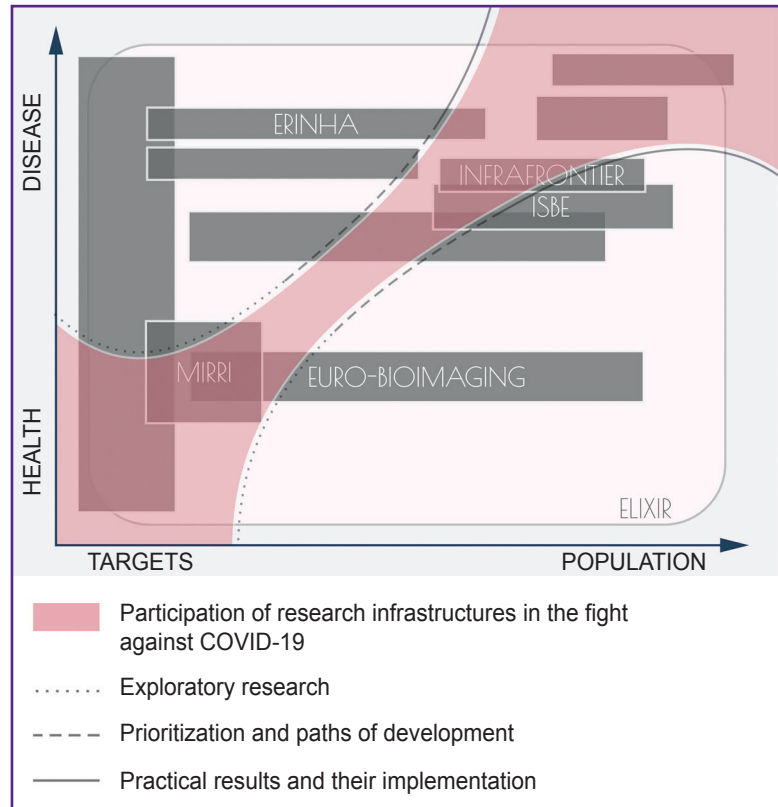 DISEASE
HEALTH
ERINHA
INFRAFRONTIER
ISBE
MIRRI
EURO-BIOIMAGING
ELIXIR
TARGETS
POPULATION
Participation of research infrastructures in the fight
against COVID-19
Exploratory research
Prioritization and paths of development
Practical results and their implementation